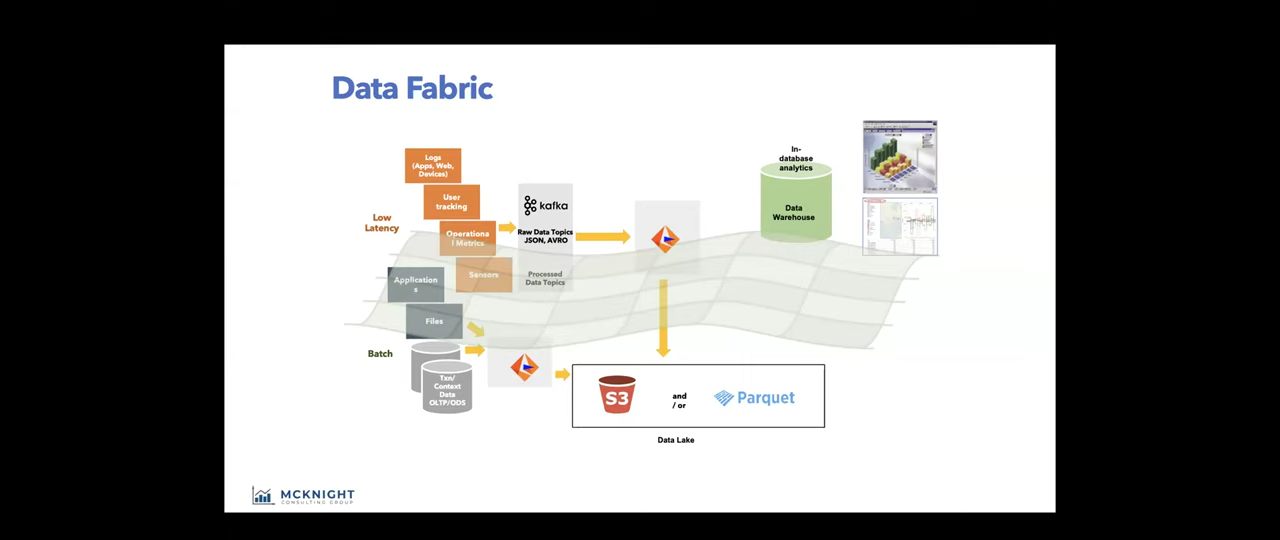 Data Fabric
Logs
(Apps, Web,
Devices)
User
tracking
Low
Latency
Operationa
l Metrics
Sensors
kafka
Raw Data Topics
JSON, AVRO
Processed
Data Topics
In-
database
analytics
Data
Warehouse
Application
s
Files
Batch
Txn/
Context
Data
OLTP/ODS
S3
and
/ or
Parquet
Data Lake
MCKNIGHT
CONSULTING GROUP